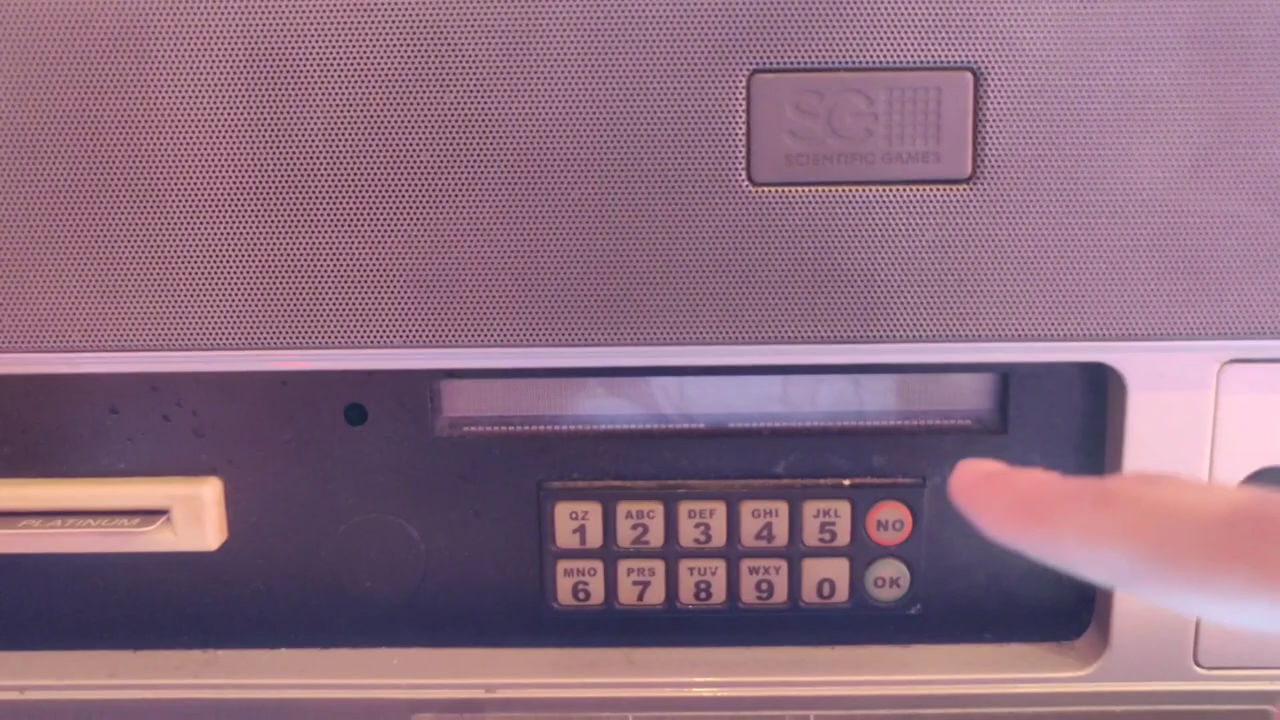 SG
SCIENTIFIC GAMES
PLATINUM
QZ ABC DEF GHI JKL
1 2 3 4 5 NO
MNO PRS TUV WXY
6 7 8 9 0 OK